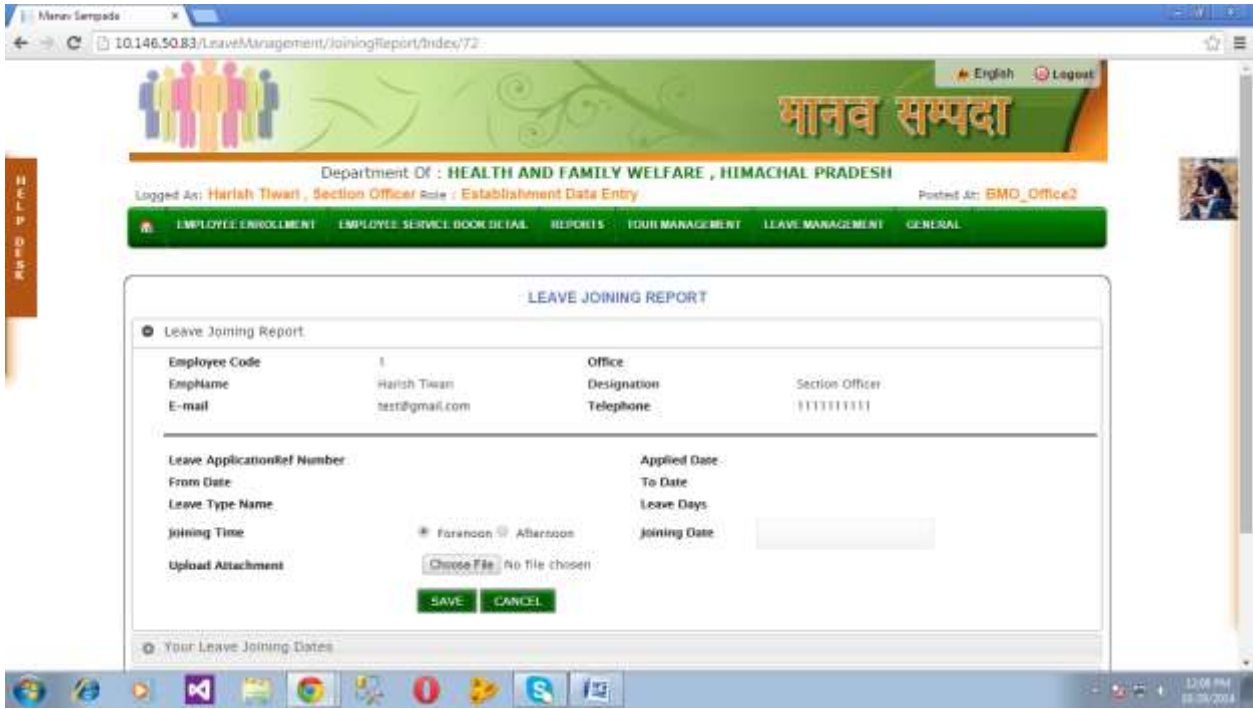 Manav Sampada
10.146.50.83/LeaveManagement/JoiningReport/Index/72
English Logout
मानव सम्पदा
Department Of : HEALTH AND FAMILY WELFARE , HIMACHAL PRADESH
Logged As: Harish Tiwari , Section Officer Role : Establishment Data Entry Posted At: BMO_Office2
HELP DESK
EMPLOYEE ENROLLMENT EMPLOYEE SERVICE BOOK DETAIL REPORTS TOUR MANAGEMENT LEAVE MANAGEMENT GENERAL
LEAVE JOINING REPORT
Leave Joining Report
Employee Code 1 Office
EmpName Harish Tiwari Designation Section Officer
E-mail test@gmail.com Telephone 1111111111
Leave ApplicationRef Number Applied Date
From Date To Date
Leave Type Name Leave Days
Joining Time Forenoon Afternoon Joining Date
Upload Attachment Choose File No file chosen
SAVE CANCEL
Your Leave Joining Dates
12:08 PM